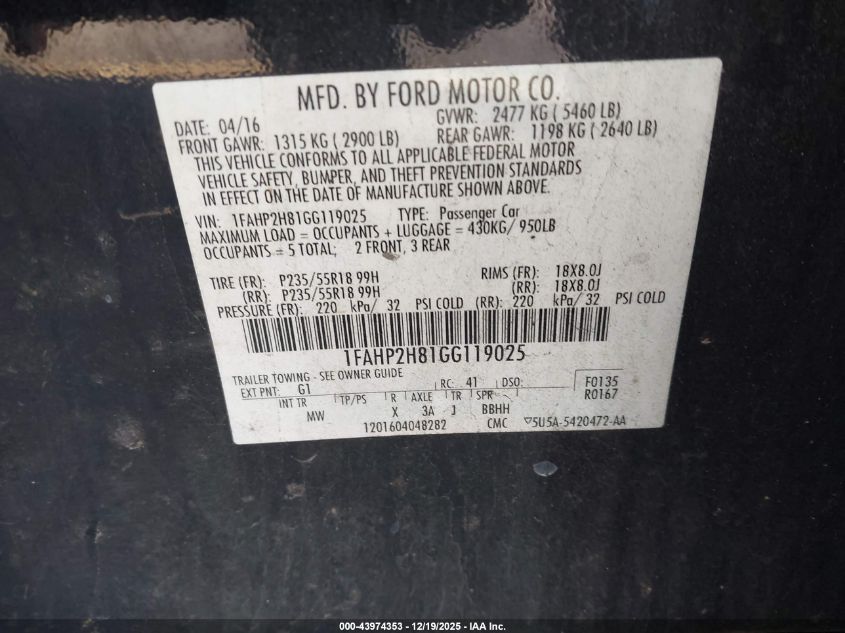 MFD. BY FORD MOTOR CO.
DATE: 04/16 GVWR: 2477 KG ( 5460 LB)
FRONT GAWR: 1315 KG ( 2900 LB) REAR GAWR: 1198 KG ( 2640 LB)
THIS VEHICLE CONFORMS TO ALL APPLICABLE FEDERAL MOTOR
VEHICLE SAFETY, BUMPER, AND THEFT PREVENTION STANDARDS
IN EFFECT ON THE DATE OF MANUFACTURE SHOWN ABOVE.
VIN: 1FAHP2H81GG119025 TYPE: Passenger Car
MAXIMUM LOAD = OCCUPANTS + LUGGAGE = 430KG/ 950LB
OCCUPANTS = 5 TOTAL; 2 FRONT, 3 REAR
TIRE (FR): P235/55R18 99H RIMS (FR): 18X8.0J
(RR): P235/55R18 99H (RR): 18X8.0J
PRESSURE (FR): 220 kPa/ 32 PSI COLD (RR): 220 kPa/ 32 PSI COLD
1FAHP2H81GG119025
TRAILER TOWING - SEE OWNER GUIDE
EXT PNT: G1 RC: 41 DSO: F0135
R0167
INT TR TP/PS R AXLE TR SPR
MW X 3A J BBHH
1201604048282 CMC ▽5U5A-5420472-AA
000-43974353 - 12/19/2025 - IAA Inc.